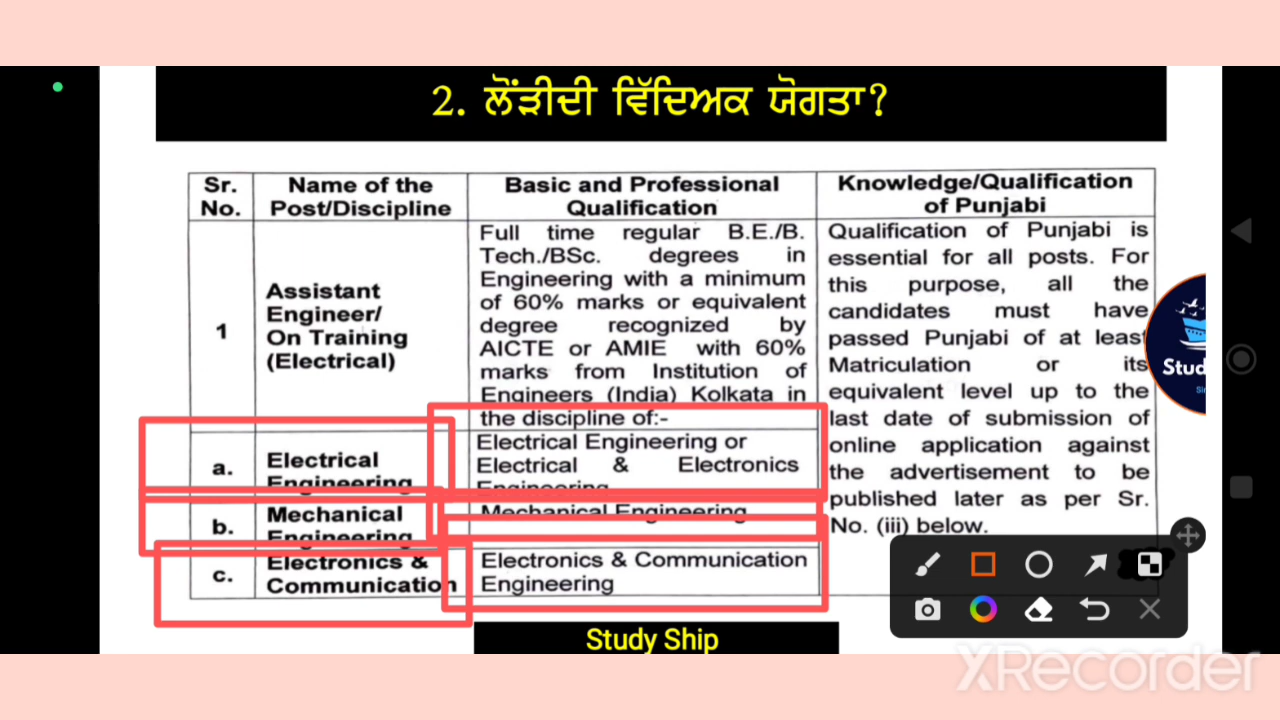 2. ਲੋੜੀਂਦੀ ਵਿੱਦਿਅਕ ਯੋਗਤਾ?
Sr. No.
Name of the Post/Discipline
Basic and Professional Qualification
Knowledge/Qualification of Punjabi
1
Assistant
Engineer/
On Training
(Electrical)
Full time regular B.E./B.
Tech./BSc. degrees in
Engineering with a minimum
of 60% marks or equivalent
degree recognized by
AICTE or AMIE with 60%
marks from Institution of
Engineers (India) Kolkata in
the discipline of:-
Qualification of Punjabi is
essential for all posts. For
this purpose, all the
candidates must have
passed Punjabi of at least
Matriculation or its
equivalent level up to the
last date of submission of
online application against
the advertisement to be
published later as per Sr.
No. (iii) below.
a.
Electrical
Engineering
Electrical Engineering or
Electrical & Electronics
Engineering
b.
Mechanical
Engineering
Mechanical Engineering
c.
Electronics &
Communication
Electronics & Communication
Engineering
Stud
Study Ship
XRecorder